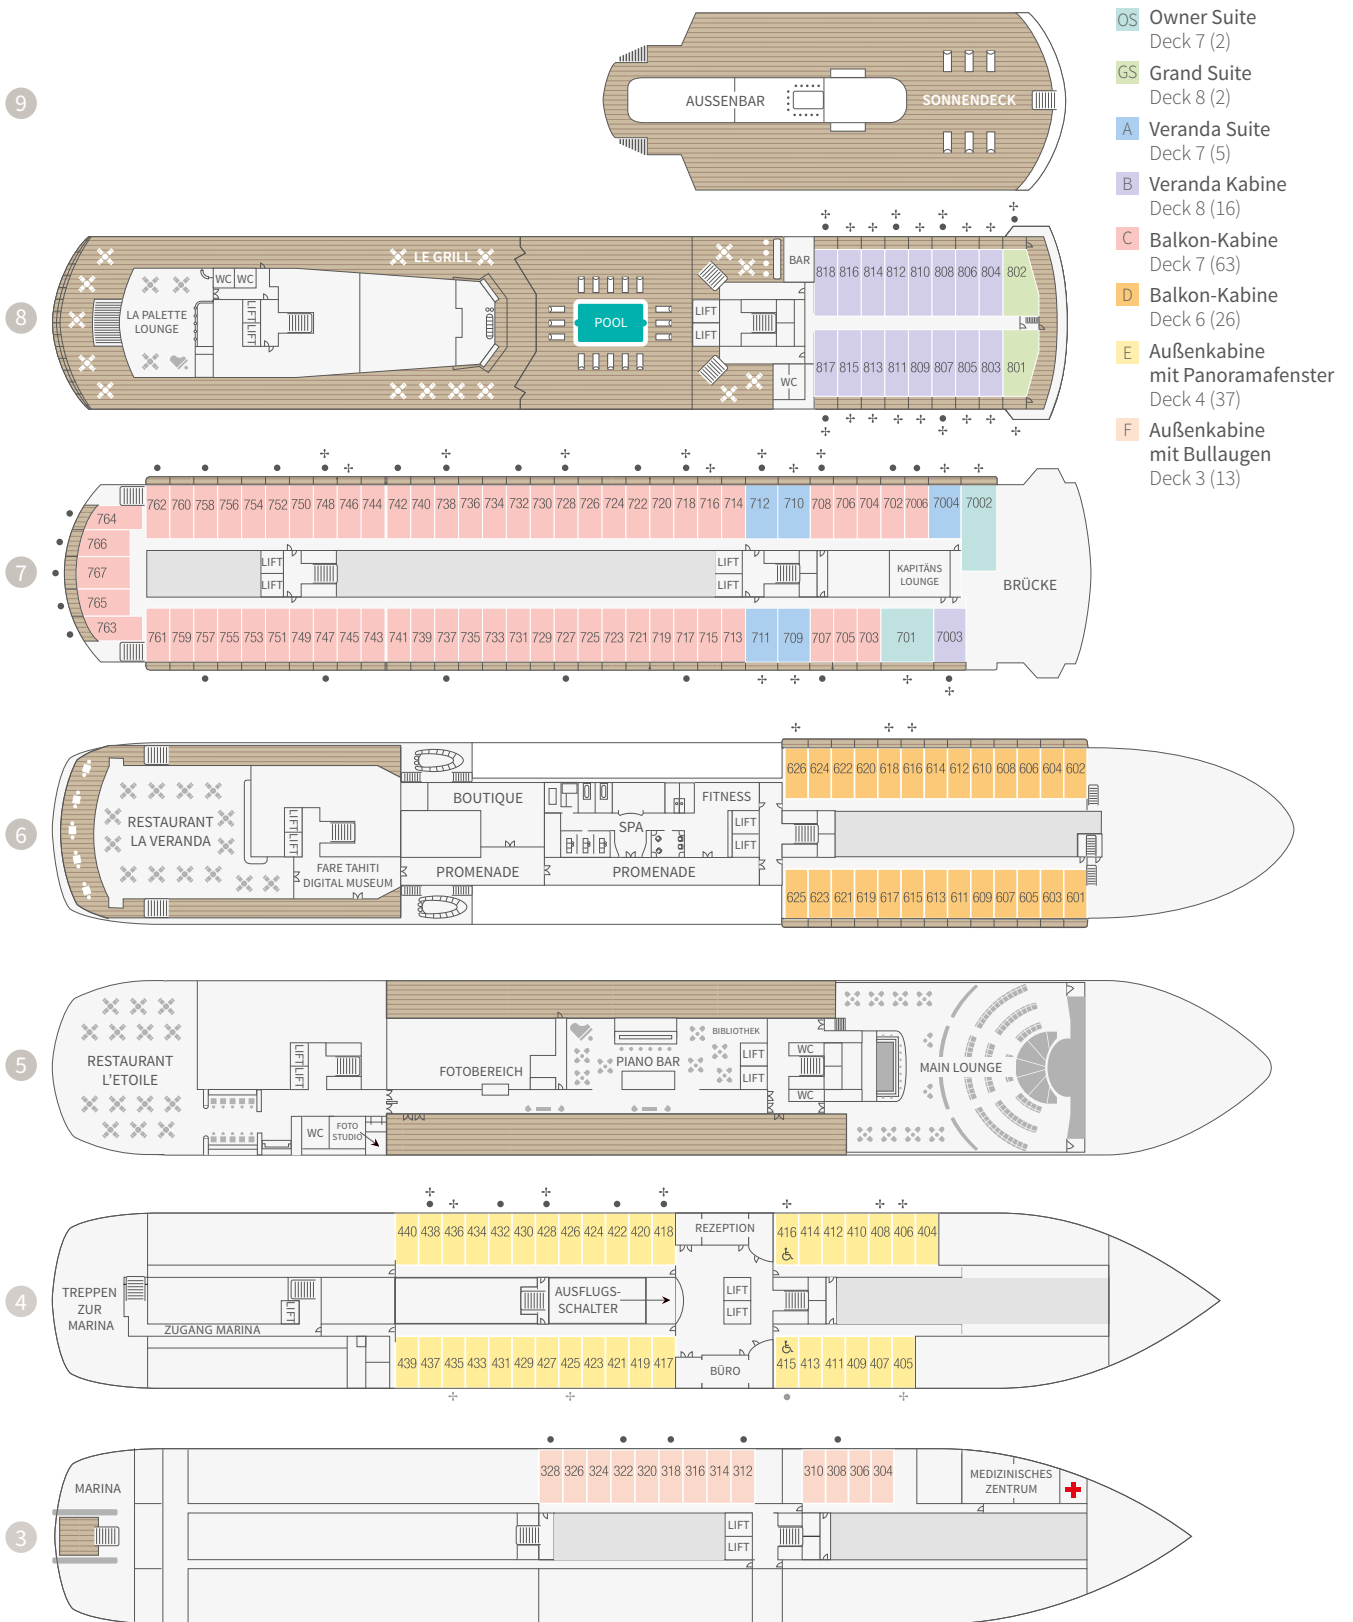 OS Owner Suite
Deck 7 (2)
GS Grand Suite
Deck 8 (2)
A Veranda Suite
Deck 7 (5)
B Veranda Kabine
Deck 8 (16)
C Balkon-Kabine
Deck 7 (63)
D Balkon-Kabine
Deck 6 (26)
E Außenkabine
mit Panoramafenster
Deck 4 (37)
F Außenkabine
mit Bullaugen
Deck 3 (13)
9
AUSSENBAR
SONNENDECK
8
LE GRILL
BAR
WC WC
LA PALETTE
LOUNGE
LIFT
LIFT
POOL
LIFT
LIFT
WC
818 816 814 812 810 808 806 804 802
817 815 813 811 809 807 805 803 801
7
762 760 758 756 754 752 750 748 746 744 742 740 738 736 734 732 730 728 726 724 722 720 718 716 714 712 710 708 706 704 702 7006 7004 7002
764
766
767
765
763
LIFT
LIFT
LIFT
LIFT
KAPITÄNS
LOUNGE
BRÜCKE
761 759 757 755 753 751 749 747 745 743 741 739 737 735 733 731 729 727 725 723 721 719 717 715 713 711 709 707 705 703 701 7003
6
626 624 622 620 618 616 614 612 610 608 606 604 602
BOUTIQUE
FITNESS
RESTAURANT
LA VERANDA
LIFT
LIFT
SPA
LIFT
LIFT
FARE TAHITI
DIGITAL MUSEUM
PROMENADE
PROMENADE
625 623 621 619 617 615 613 611 609 607 605 603 601
5
RESTAURANT
L'ETOILE
LIFT
LIFT
FOTOBEREICH
PIANO BAR
BIBLIOTHEK
LIFT
LIFT
WC
WC
MAIN LOUNGE
WC
FOTO
STUDIO
4
440 438 436 434 432 430 428 426 424 422 420 418
REZEPTION
416 414 412 410 408 406 404
TREPPEN
ZUR
MARINA
LIFT
ZUGANG MARINA
AUSFLUGS-
SCHALTER
LIFT
LIFT
439 437 435 433 431 429 427 425 423 421 419 417
BÜRO
415 413 411 409 407 405
3
MARINA
328 326 324 322 320 318 316 314 312
310 308 306 304
MEDIZINISCHES
ZENTRUM
LIFT
LIFT